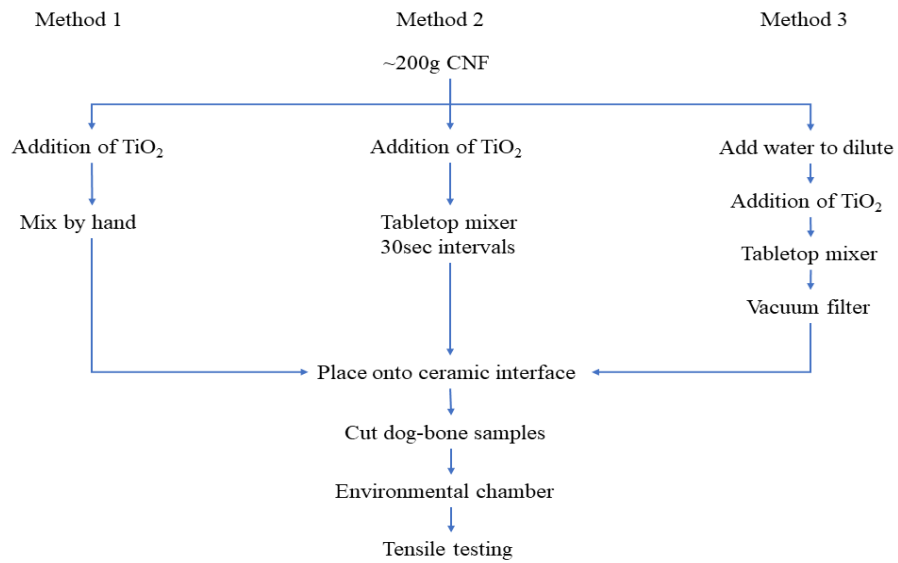 Method 1
Method 2
Method 3
~200g CNF
Addition of TiO₂
Mix by hand
Addition of TiO₂
Tabletop mixer
30sec intervals
Add water to dilute
Addition of TiO₂
Tabletop mixer
Vacuum filter
Place onto ceramic interface
Cut dog-bone samples
Environmental chamber
Tensile testing